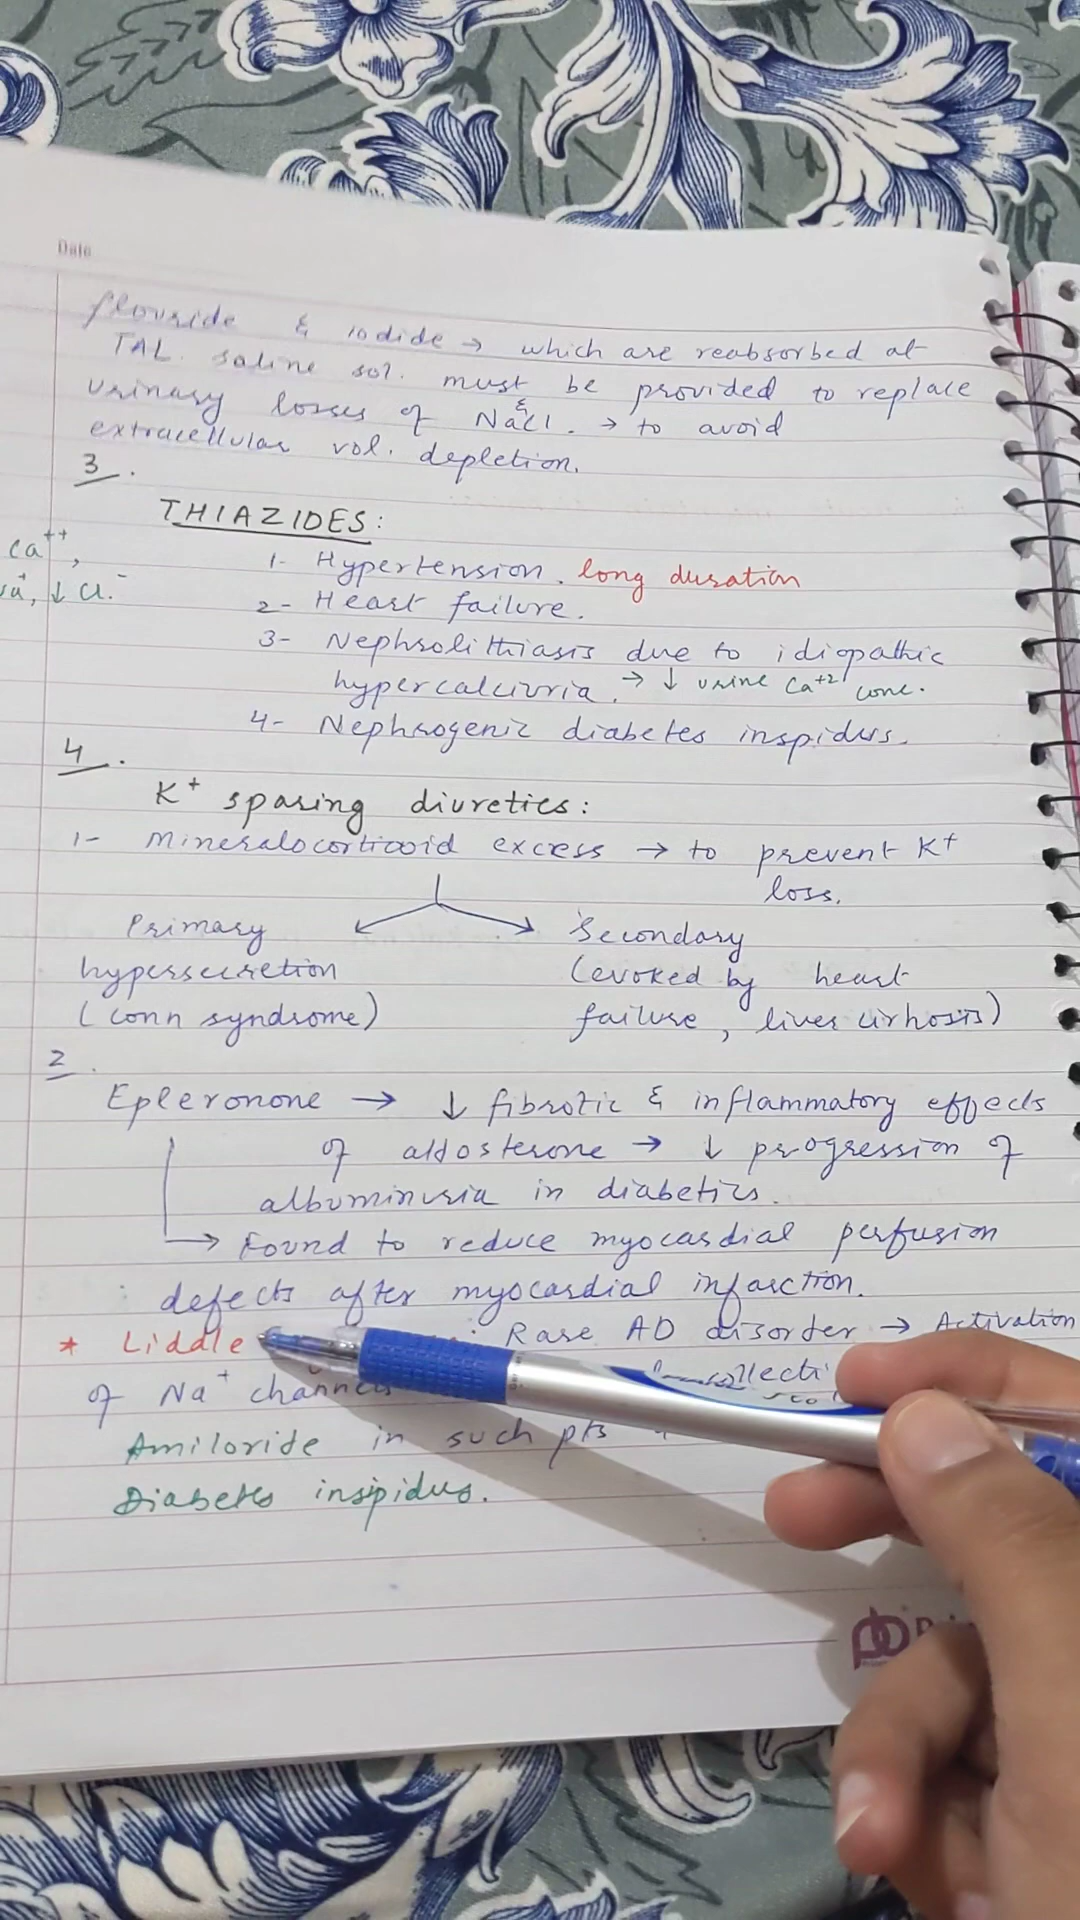 Date
flouride & iodide → which are reabsorbed at
TAL. saline sol. must be provided to replace
urinary losses of NaCl. & → to avoid
extracellular vol. depletion.
3.
THIAZIDES:
ca++,
↓ cl-
1- Hypertension. long duration
2- Heart failure.
3- Nephrolithiasis due to idiopathic
hypercalciuria. → ↓ urine Ca+2 conc.
4- Nephrogenic diabetes inspidus.
4.
K+ sparing diuretics:
1- Mineralocorticoid excess → to prevent K+
loss.
Primary
hypersecretion
(conn syndrome)
Secondary
(evoked by heart
failure, liver cirhosis)
2.
Epleronone → ↓ fibrotic & inflammatory effects
of aldosterone → ↓ progression of
albuminuria in diabetics.
→ Found to reduce myocardial perfusion
defects after myocardial infarction.
* Liddle : Rare AD disorder → Activation
of Na+ channels
Amiloride in such pts
Diabetes insipidus.